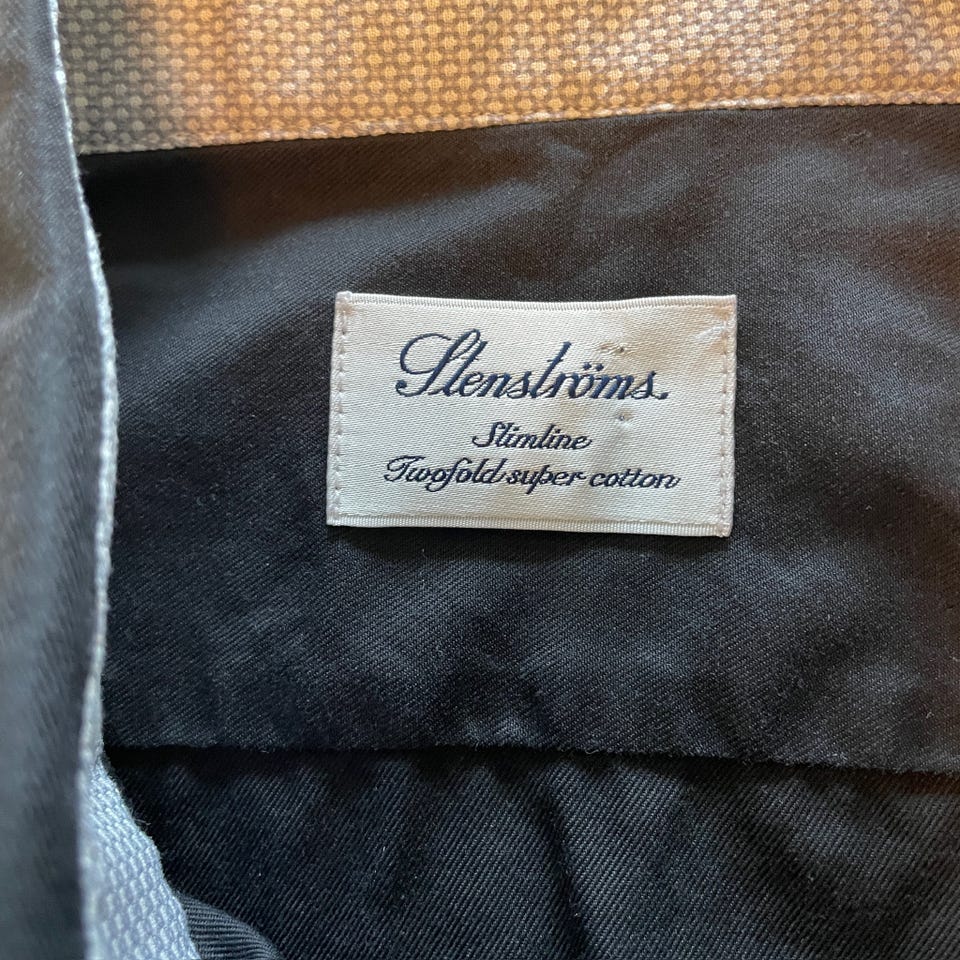 Stenströms.
Slimline
Twofold super cotton